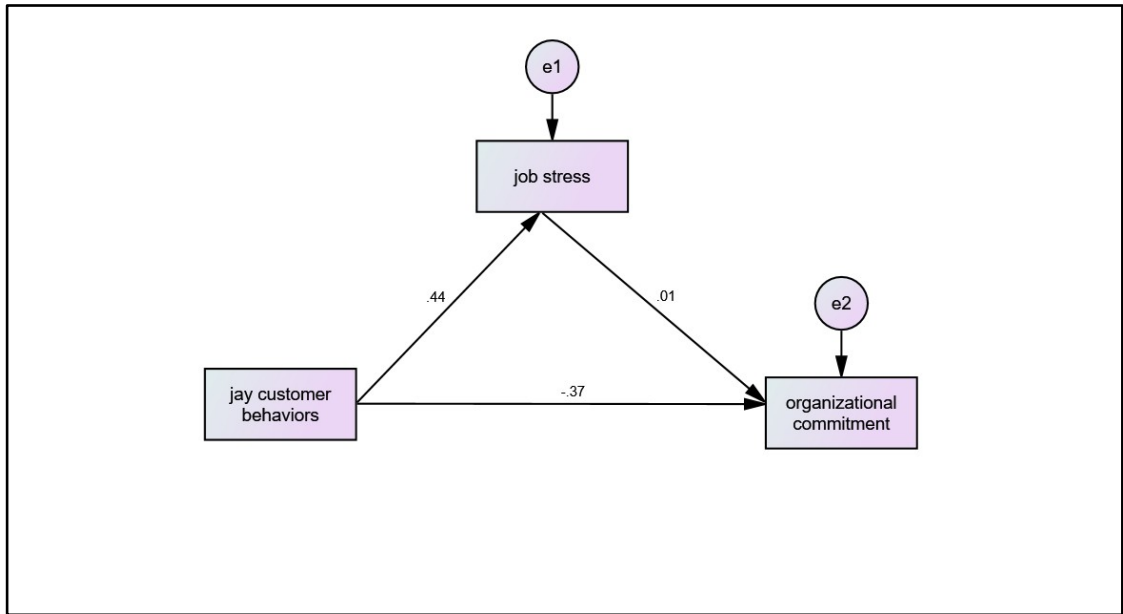 e1
job stress
.44
.01
e2
jay customer
behaviors
-.37
organizational
commitment